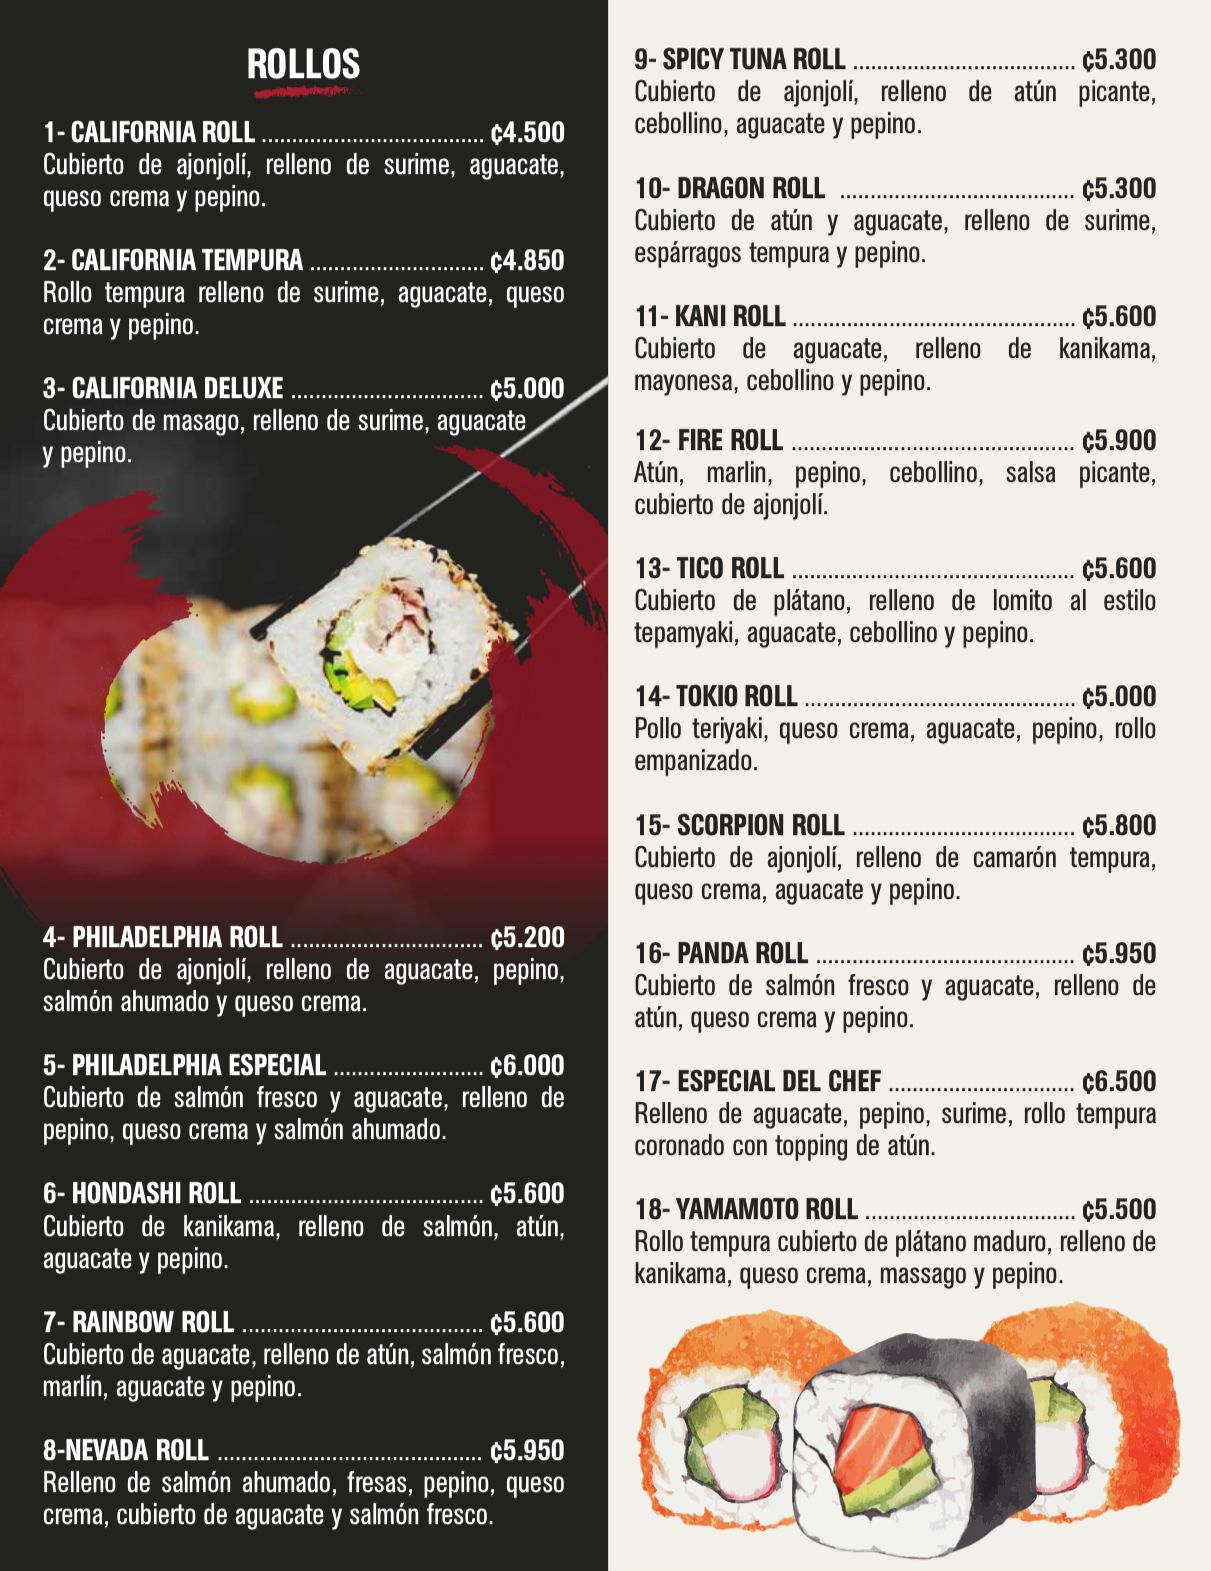 ROLLOS
1- CALIFORNIA ROLL .................................... ¢4.500
Cubierto de ajonjolí, relleno de surime, aguacate,
queso crema y pepino.
2- CALIFORNIA TEMPURA ............................ ¢4.850
Rollo tempura relleno de surime, aguacate, queso
crema y pepino.
3- CALIFORNIA DELUXE ............................... ¢5.000
Cubierto de masago, relleno de surime, aguacate
y pepino.
4- PHILADELPHIA ROLL ............................... ¢5.200
Cubierto de ajonjolí, relleno de aguacate, pepino,
salmón ahumado y queso crema.
5- PHILADELPHIA ESPECIAL ........................ ¢6.000
Cubierto de salmón fresco y aguacate, relleno de
pepino, queso crema y salmón ahumado.
6- HONDASHI ROLL ...................................... ¢5.600
Cubierto de kanikama, relleno de salmón, atún,
aguacate y pepino.
7- RAINBOW ROLL ....................................... ¢5.600
Cubierto de aguacate, relleno de atún, salmón fresco,
marlín, aguacate y pepino.
8-NEVADA ROLL ........................................... ¢5.950
Relleno de salmón ahumado, fresas, pepino, queso
crema, cubierto de aguacate y salmón fresco.
9- SPICY TUNA ROLL .................................... ¢5.300
Cubierto de ajonjolí, relleno de atún picante,
cebollino, aguacate y pepino.
10- DRAGON ROLL ...................................... ¢5.300
Cubierto de atún y aguacate, relleno de surime,
espárragos tempura y pepino.
11- KANI ROLL .............................................. ¢5.600
Cubierto de aguacate, relleno de kanikama,
mayonesa, cebollino y pepino.
12- FIRE ROLL .............................................. ¢5.900
Atún, marlin, pepino, cebollino, salsa picante,
cubierto de ajonjolí.
13- TICO ROLL .............................................. ¢5.600
Cubierto de plátano, relleno de lomito al estilo
tepamyaki, aguacate, cebollino y pepino.
14- TOKIO ROLL ............................................ ¢5.000
Pollo teriyaki, queso crema, aguacate, pepino, rollo
empanizado.
15- SCORPION ROLL .................................... ¢5.800
Cubierto de ajonjolí, relleno de camarón tempura,
queso crema, aguacate y pepino.
16- PANDA ROLL .......................................... ¢5.950
Cubierto de salmón fresco y aguacate, relleno de
atún, queso crema y pepino.
17- ESPECIAL DEL CHEF .............................. ¢6.500
Relleno de aguacate, pepino, surime, rollo tempura
coronado con topping de atún.
18- YAMAMOTO ROLL .................................. ¢5.500
Rollo tempura cubierto de plátano maduro, relleno de
kanikama, queso crema, massago y pepino.